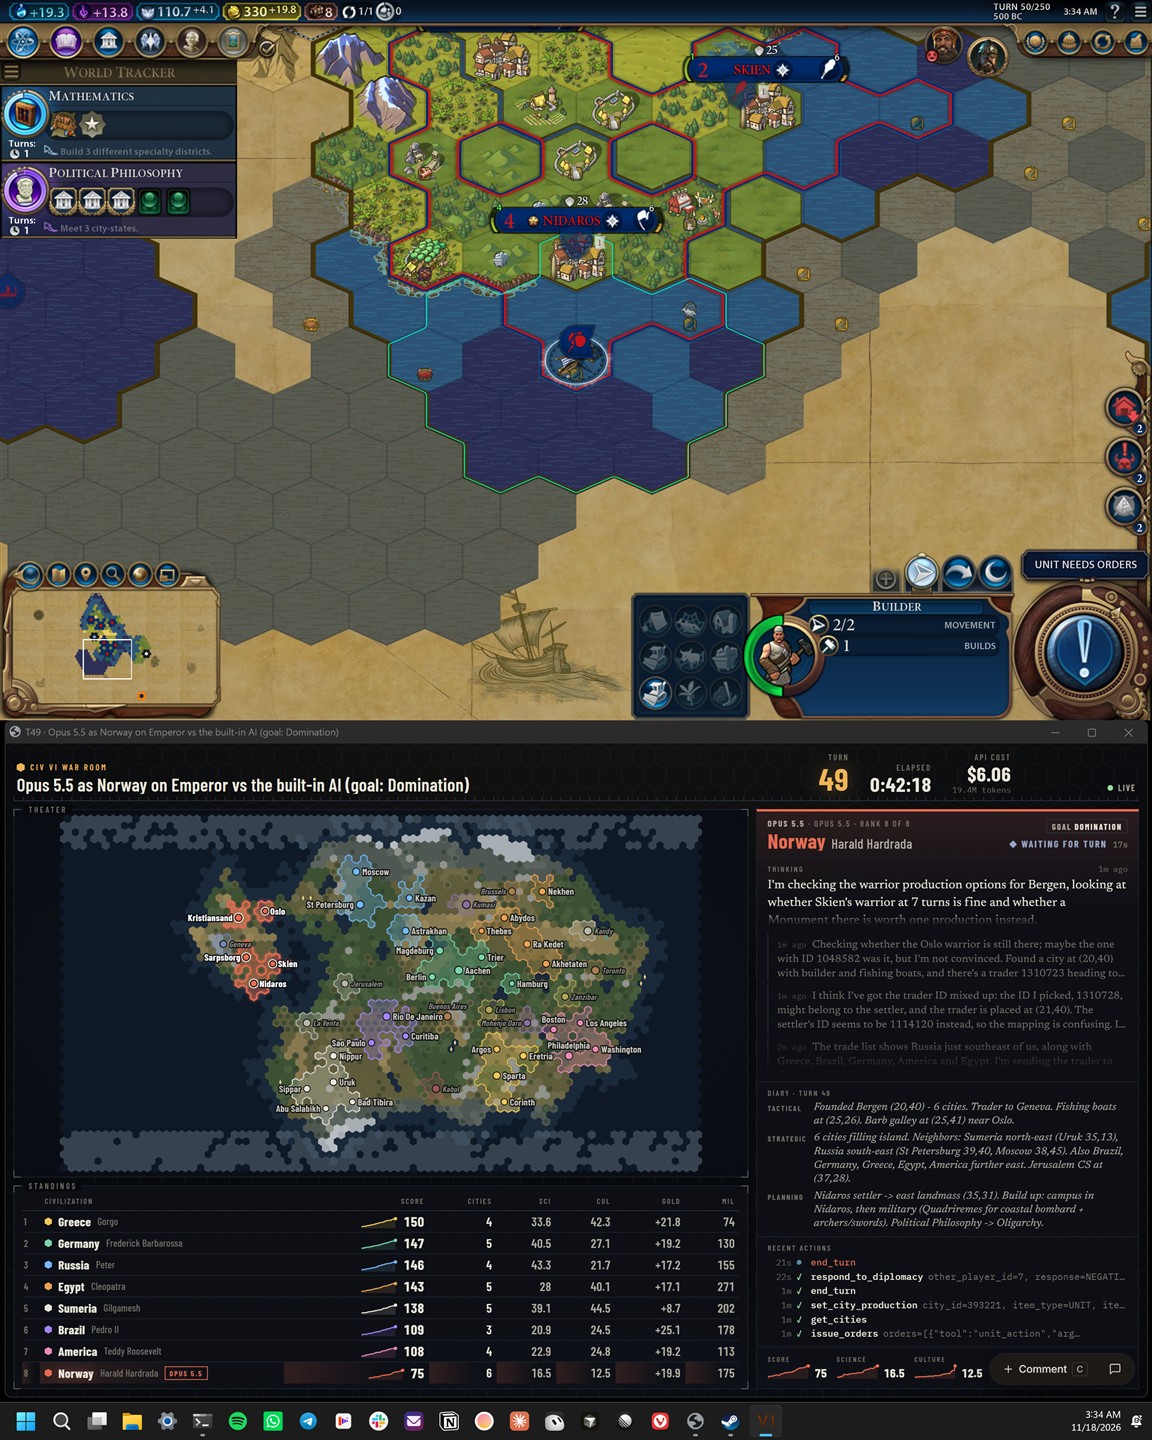 +19.3 +13.8 110.7 +4.1 330 +19.8 8 1/1 0
TURN 50/250
500 BC
3:34 AM ?
WORLD TRACKER
MATHEMATICS
Turns:
1
Build 3 different specialty districts.
POLITICAL PHILOSOPHY
Turns:
1
Meet 3 city-states.
25
2 SKIEN 6
28
4 4 NIDAROS 6
2
2
2
UNIT NEEDS ORDERS
BUILDER
2/2 MOVEMENT
1 BUILDS
T49 · Opus 5.5 as Norway on Emperor vs the built-in AI (goal: Domination)
CIV VI WAR ROOM
Opus 5.5 as Norway on Emperor vs the built-in AI (goal: Domination)
TURN
49
ELAPSED
0:42:18
API COST
$6.06
19.4M tokens
LIVE
THEATER
Moscow
St Petersburg
Kazan
Brussels
Kumasi
Nekhen
Kristiansand
Oslo
Abydos
Astrakhan
Thebes
Kandy
Geneva
Magdeburg
Ra Kedet
Sarpsborg
Skien
Trier
Akhetaten
Toronto
Berlin
Aachen
Nidaros
Jerusalem
Hamburg
Zanzibar
Buenos Aires
Lisbon
La Venta
Rio De Janeiro
Mohenjo Daro
Boston
Los Angeles
Sao Paulo
Curitiba
Philadelphia
Washington
Nippur
Argos
Eretria
Sippar
Uruk
Kabul
Sparta
Abu Salabikh
Bad Tibira
Corinth
STANDINGS
CIVILIZATION SCORE CITIES SCI CUL GOLD MIL
1 Greece Gorgo 150 4 33.6 42.3 +21.8 74
2 Germany Frederick Barbarossa 147 5 40.5 27.1 +19.2 130
3 Russia Peter 146 4 43.3 21.7 +17.2 155
4 Egypt Cleopatra 143 5 28 40.1 +17.1 271
5 Sumeria Gilgamesh 138 5 39.1 44.5 +8.7 202
6 Brazil Pedro II 109 3 20.9 24.5 +25.1 178
7 America Teddy Roosevelt 108 4 22.9 24.8 +19.2 113
8 Norway Harald Hardrada OPUS 5.5 75 6 16.5 12.5 +19.9 175
OPUS 5.5 · OPUS 5.5 · RANK 8 OF 8
GOAL DOMINATION
Norway Harald Hardrada
WAITING FOR TURN 17s
THINKING 1m ago
I'm checking the warrior production options for Bergen, looking at
whether Skien's warrior at 7 turns is fine and whether a
Monument there is worth one production instead.
1m ago Checking whether the Oslo warrior is still there; maybe the one
with ID 1048582 was it, but I'm not convinced. Found a city at (20,40)
with builder and fishing boats, and there's a trader 1310723 heading to...
1m ago I think I've got the trader ID mixed up: the ID I picked, 1310728,
might belong to the settler, and the trader is placed at (21,40). The
settler's ID seems to be 1114120 instead, so the mapping is confusing. I...
2m ago The trade list shows Russia just southeast of us, along with
Greece, Brazil, Germany, America and Egypt. I'm sending the trader to
DIARY · TURN 49
TACTICAL Founded Bergen (20,40) - 6 cities. Trader to Geneva. Fishing boats
at (25,26). Barb galley at (25,41) near Oslo.
STRATEGIC 6 cities filling island. Neighbors: Sumeria north-east (Uruk 35,13),
Russia south-east (St Petersburg 39,40, Moscow 38,45). Also Brazil,
Germany, Greece, Egypt, America further east. Jerusalem CS at
(37,28).
PLANNING Nidaros settler -> east landmass (35,31). Build up: campus in
Nidaros, then military (Quadriremes for coastal bombard +
archers/swords). Political Philosophy -> Oligarchy.
RECENT ACTIONS
21s end_turn
22s ✓ respond_to_diplomacy other_player_id=7, response=NEGATI...
1m ✓ end_turn
1m ✓ set_city_production city_id=393221, item_type=UNIT, ite...
1m ✓ get_cities
1m ✓ issue_orders orders=[{"tool":"unit_action","arg...
SCORE 75
SCIENCE 16.5
CULTURE 12.5
+ Comment C
3:34 AM
11/18/2026